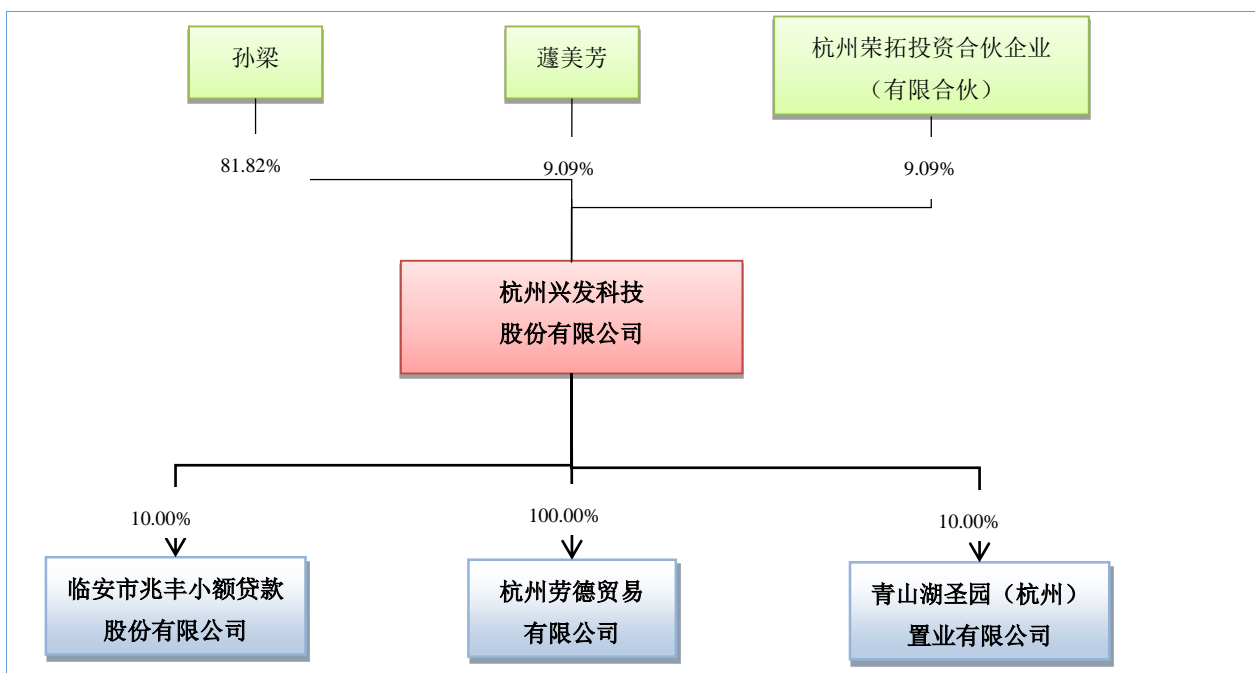 孙梁
蘧美芳
杭州荣拓投资合伙企业
（有限合伙）
81.82%
9.09%
9.09%
杭州兴发科技
股份有限公司
10.00%
100.00%
10.00%
临安市兆丰小额贷款
股份有限公司
杭州劳德贸易
有限公司
青山湖圣园（杭州）
置业有限公司